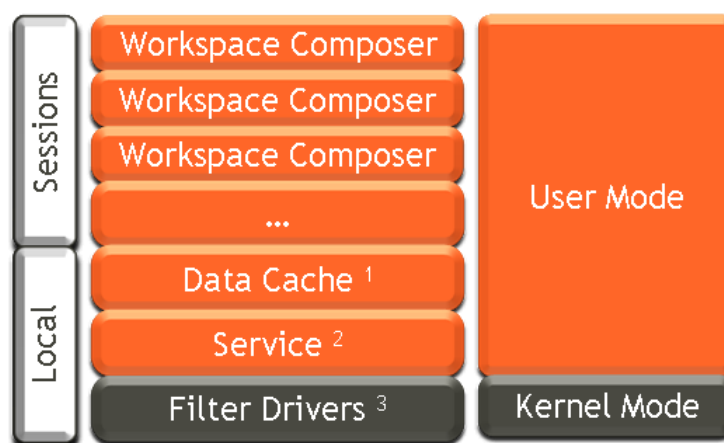 Sessions
Workspace Composer
Workspace Composer
Workspace Composer
...
User Mode
Local
Data Cache 1
Service 2
Filter Drivers 3
Kernel Mode